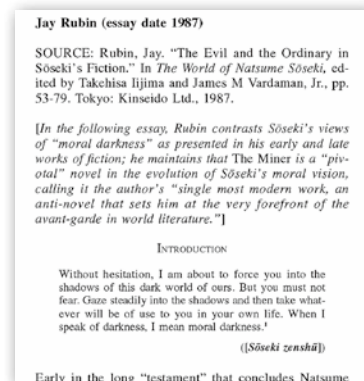 Jay Rubin (essay date 1987)
SOURCE: Rubin, Jay. “The Evil and the Ordinary in
Sōseki’s Fiction.” In The World of Natsume Sōseki, ed-
ited by Takehisa Iijima and James M Vardaman, Jr., pp.
53-79. Tokyo: Kinseido Ltd., 1987.
[In the following essay, Rubin contrasts Sōseki’s views
of “moral darkness” as presented in his early and late
works of fiction; he maintains that The Miner is a “piv-
otal” novel in the evolution of Sōseki’s moral vision,
calling it the author’s “single most modern work, an
anti-novel that sets him at the very forefront of the
avant-garde in world literature.”]
INTRODUCTION
Without hesitation, I am about to force you into the
shadows of this dark world of ours. But you must not
fear. Gaze steadily into the shadows and then take what-
ever will be of use to you in your own life. When I
speak of darkness, I mean moral darkness.¹
([Sōseki zenshū])
Early in the long “testament” that concludes Natsume